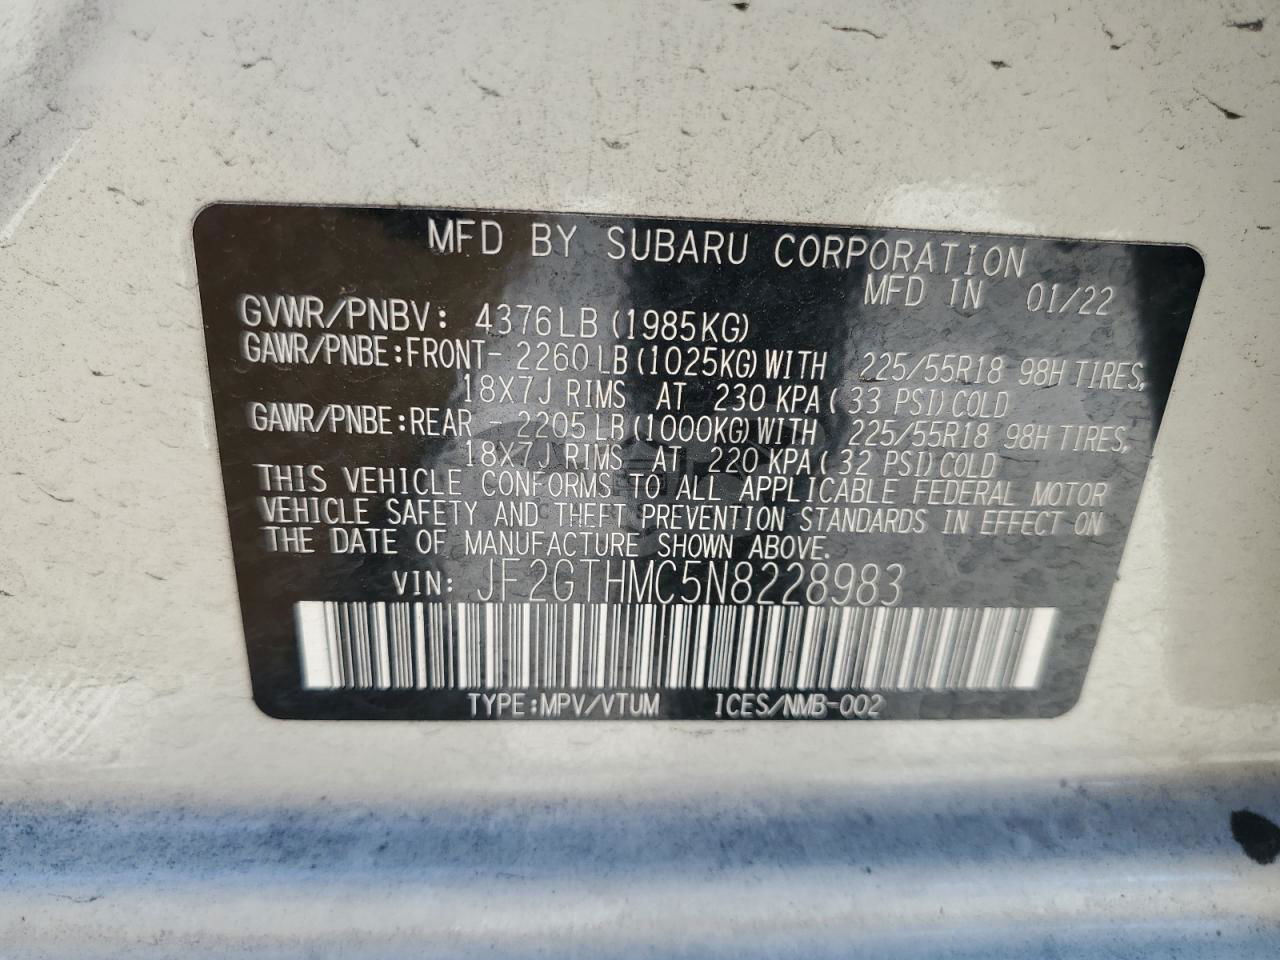 MFD BY SUBARU CORPORATION
MFD IN 01/22
GVWR/PNBV: 4376LB (1985KG)
GAWR/PNBE:FRONT- 2260LB (1025KG) WITH 225/55R18 98H TIRES,
18X7J RIMS AT 230 KPA( 33 PSI) COLD
GAWR/PNBE:REAR - 2205LB (1000KG) WITH 225/55R18 98H TIRES,
18X7J RIMS AT 220 KPA( 32 PSI) COLD
THIS VEHICLE CONFORMS TO ALL APPLICABLE FEDERAL MOTOR
VEHICLE SAFETY AND THEFT PREVENTION STANDARDS IN EFFECT ON
THE DATE OF MANUFACTURE SHOWN ABOVE.
VIN: JF2GTHMC5N8228983
TYPE:MPV/VTUM 1CES/NMB-002